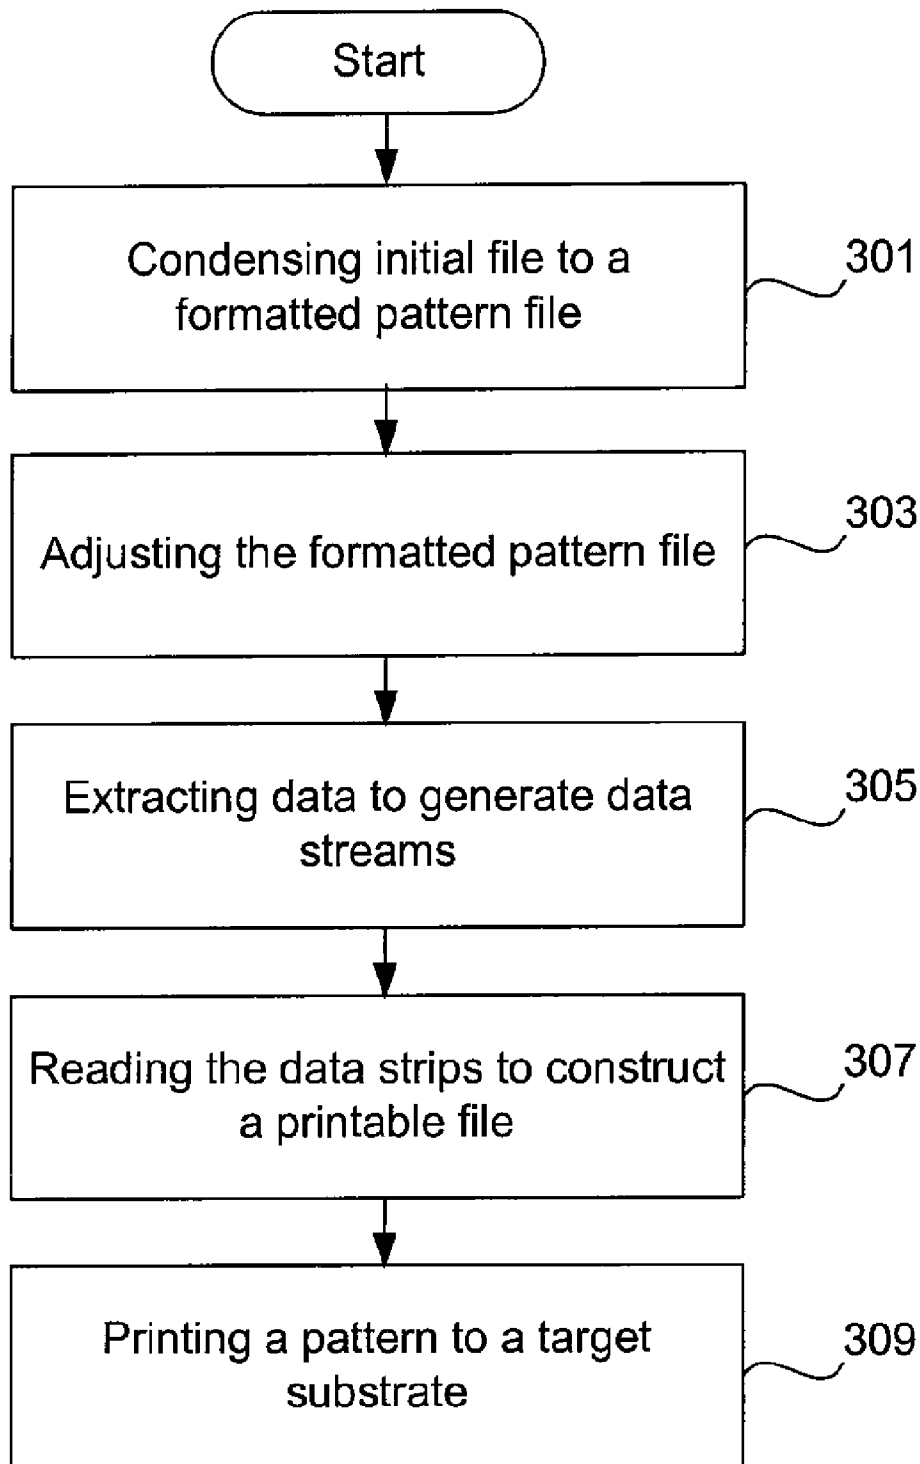 Start
Condensing initial file to a
formatted pattern file
301
Adjusting the formatted pattern file
303
Extracting data to generate data
streams
305
Reading the data strips to construct
a printable file
307
Printing a pattern to a target
substrate
309